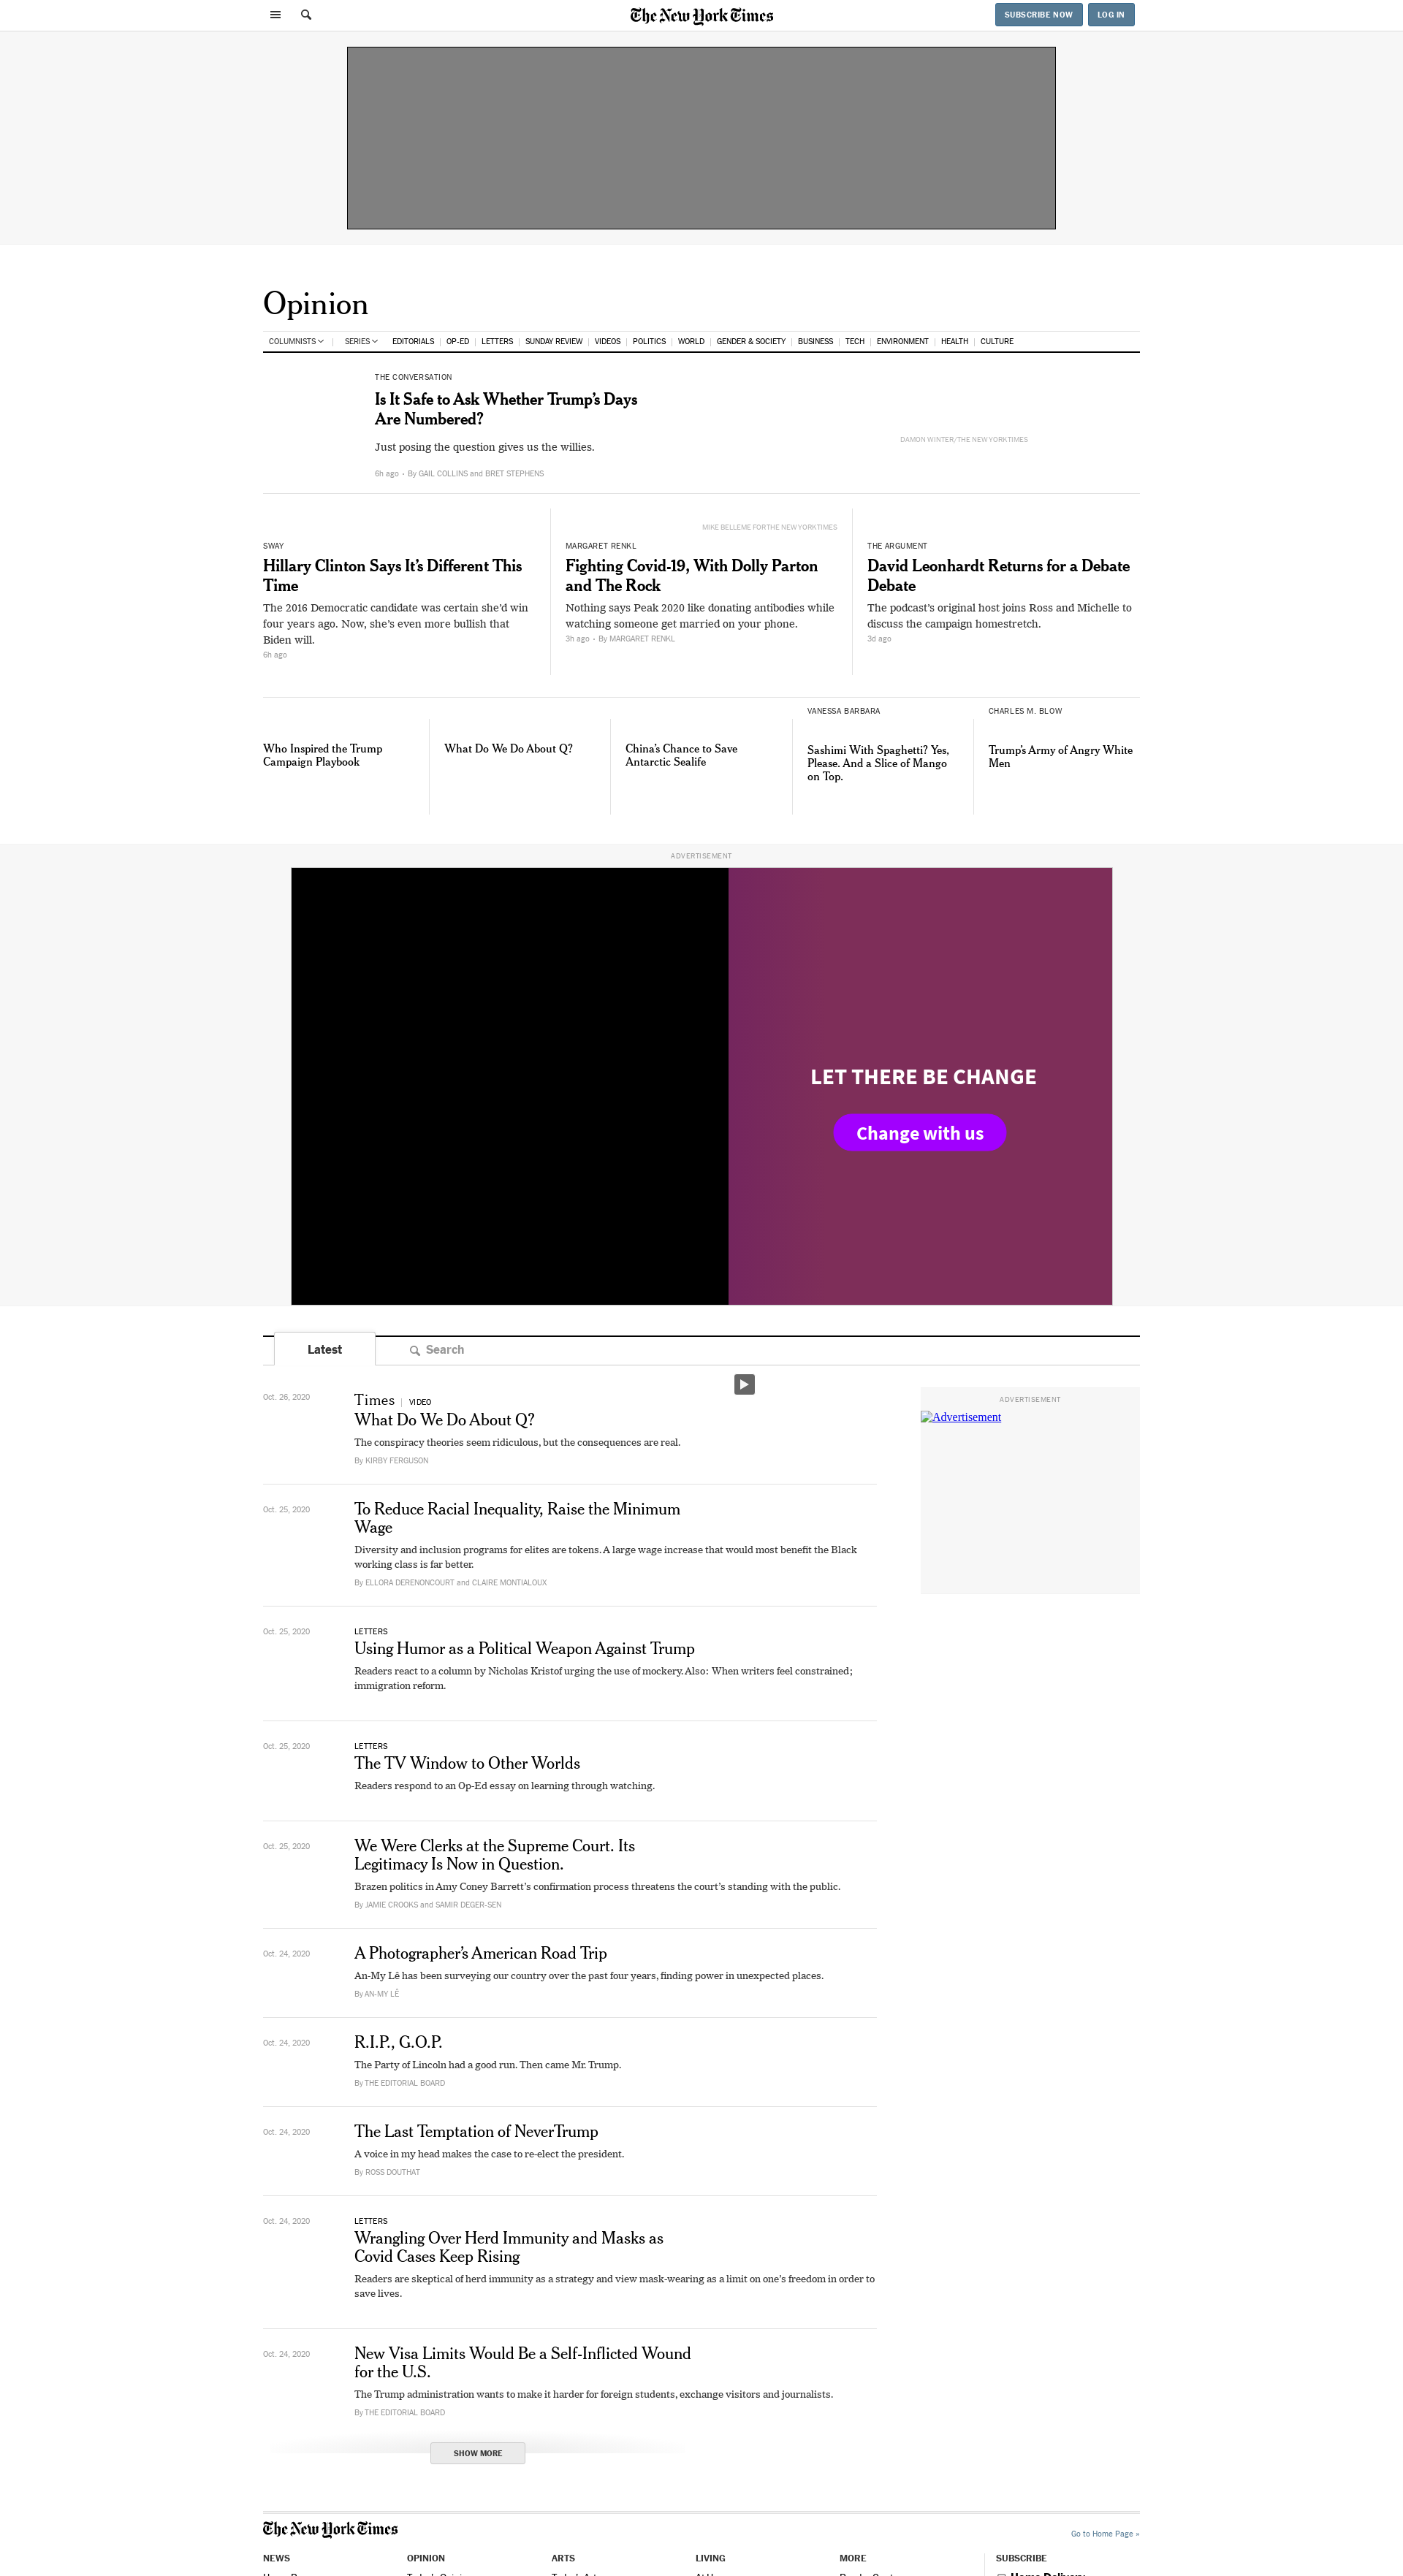 The New York Times
SUBSCRIBE NOW
LOG IN
Opinion
COLUMNISTS
SERIES
EDITORIALS
OP-ED
LETTERS
SUNDAY REVIEW
VIDEOS
POLITICS
WORLD
GENDER & SOCIETY
BUSINESS
TECH
ENVIRONMENT
HEALTH
CULTURE
THE CONVERSATION
Is It Safe to Ask Whether Trump’s Days
Are Numbered?
Just posing the question gives us the willies.
6h ago • By GAIL COLLINS and BRET STEPHENS
DAMON WINTER/THE NEW YORK TIMES
SWAY
Hillary Clinton Says It’s Different This
Time
The 2016 Democratic candidate was certain she’d win
four years ago. Now, she’s even more bullish that
Biden will.
6h ago
MIKE BELLEME FOR THE NEW YORK TIMES
MARGARET RENKL
Fighting Covid-19, With Dolly Parton
and The Rock
Nothing says Peak 2020 like donating antibodies while
watching someone get married on your phone.
3h ago • By MARGARET RENKL
THE ARGUMENT
David Leonhardt Returns for a Debate
Debate
The podcast’s original host joins Ross and Michelle to
discuss the campaign homestretch.
3d ago
Who Inspired the Trump
Campaign Playbook
What Do We Do About Q?
China’s Chance to Save
Antarctic Sealife
VANESSA BARBARA
Sashimi With Spaghetti? Yes,
Please. And a Slice of Mango
on Top.
CHARLES M. BLOW
Trump’s Army of Angry White
Men
ADVERTISEMENT
LET THERE BE CHANGE
Change with us
Latest
Search
Oct. 26, 2020
Times | VIDEO
What Do We Do About Q?
The conspiracy theories seem ridiculous, but the consequences are real.
By KIRBY FERGUSON
ADVERTISEMENT
Advertisement
Oct. 25, 2020
To Reduce Racial Inequality, Raise the Minimum
Wage
Diversity and inclusion programs for elites are tokens. A large wage increase that would most benefit the Black
working class is far better.
By ELLORA DERENONCOURT and CLAIRE MONTIALOUX
Oct. 25, 2020
LETTERS
Using Humor as a Political Weapon Against Trump
Readers react to a column by Nicholas Kristof urging the use of mockery. Also: When writers feel constrained;
immigration reform.
Oct. 25, 2020
LETTERS
The TV Window to Other Worlds
Readers respond to an Op-Ed essay on learning through watching.
Oct. 25, 2020
We Were Clerks at the Supreme Court. Its
Legitimacy Is Now in Question.
Brazen politics in Amy Coney Barrett’s confirmation process threatens the court’s standing with the public.
By JAMIE CROOKS and SAMIR DEGER-SEN
Oct. 24, 2020
A Photographer’s American Road Trip
An-My Lê has been surveying our country over the past four years, finding power in unexpected places.
By AN-MY LÊ
Oct. 24, 2020
R.I.P., G.O.P.
The Party of Lincoln had a good run. Then came Mr. Trump.
By THE EDITORIAL BOARD
Oct. 24, 2020
The Last Temptation of NeverTrump
A voice in my head makes the case to re-elect the president.
By ROSS DOUTHAT
Oct. 24, 2020
LETTERS
Wrangling Over Herd Immunity and Masks as
Covid Cases Keep Rising
Readers are skeptical of herd immunity as a strategy and view mask-wearing as a limit on one’s freedom in order to
save lives.
Oct. 24, 2020
New Visa Limits Would Be a Self-Inflicted Wound
for the U.S.
The Trump administration wants to make it harder for foreign students, exchange visitors and journalists.
By THE EDITORIAL BOARD
SHOW MORE
The New York Times
Go to Home Page »
NEWS
OPINION
ARTS
LIVING
MORE
SUBSCRIBE